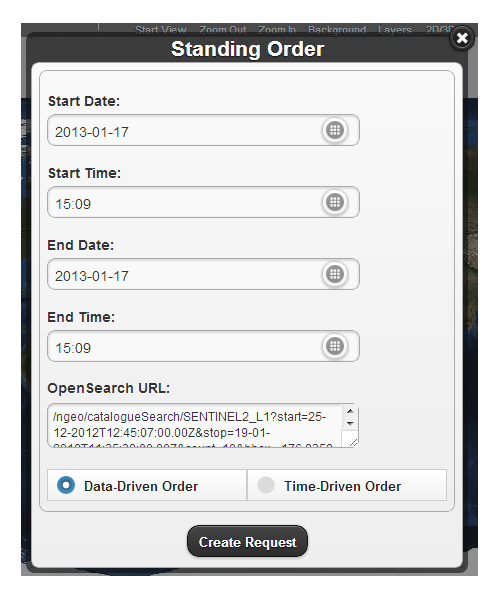 Start View Zoom Out Zoom In Background Layers 2D/3D
Standing Order
Start Date:
2013-01-17
Start Time:
15:09
End Date:
2013-01-17
End Time:
15:09
OpenSearch URL:
/ngeo/catalogueSearch/SENTINEL2_L1?start=25-
12-2012T12:45:07:00.00Z&stop=19-01-
Data-Driven Order
Time-Driven Order
Create Request